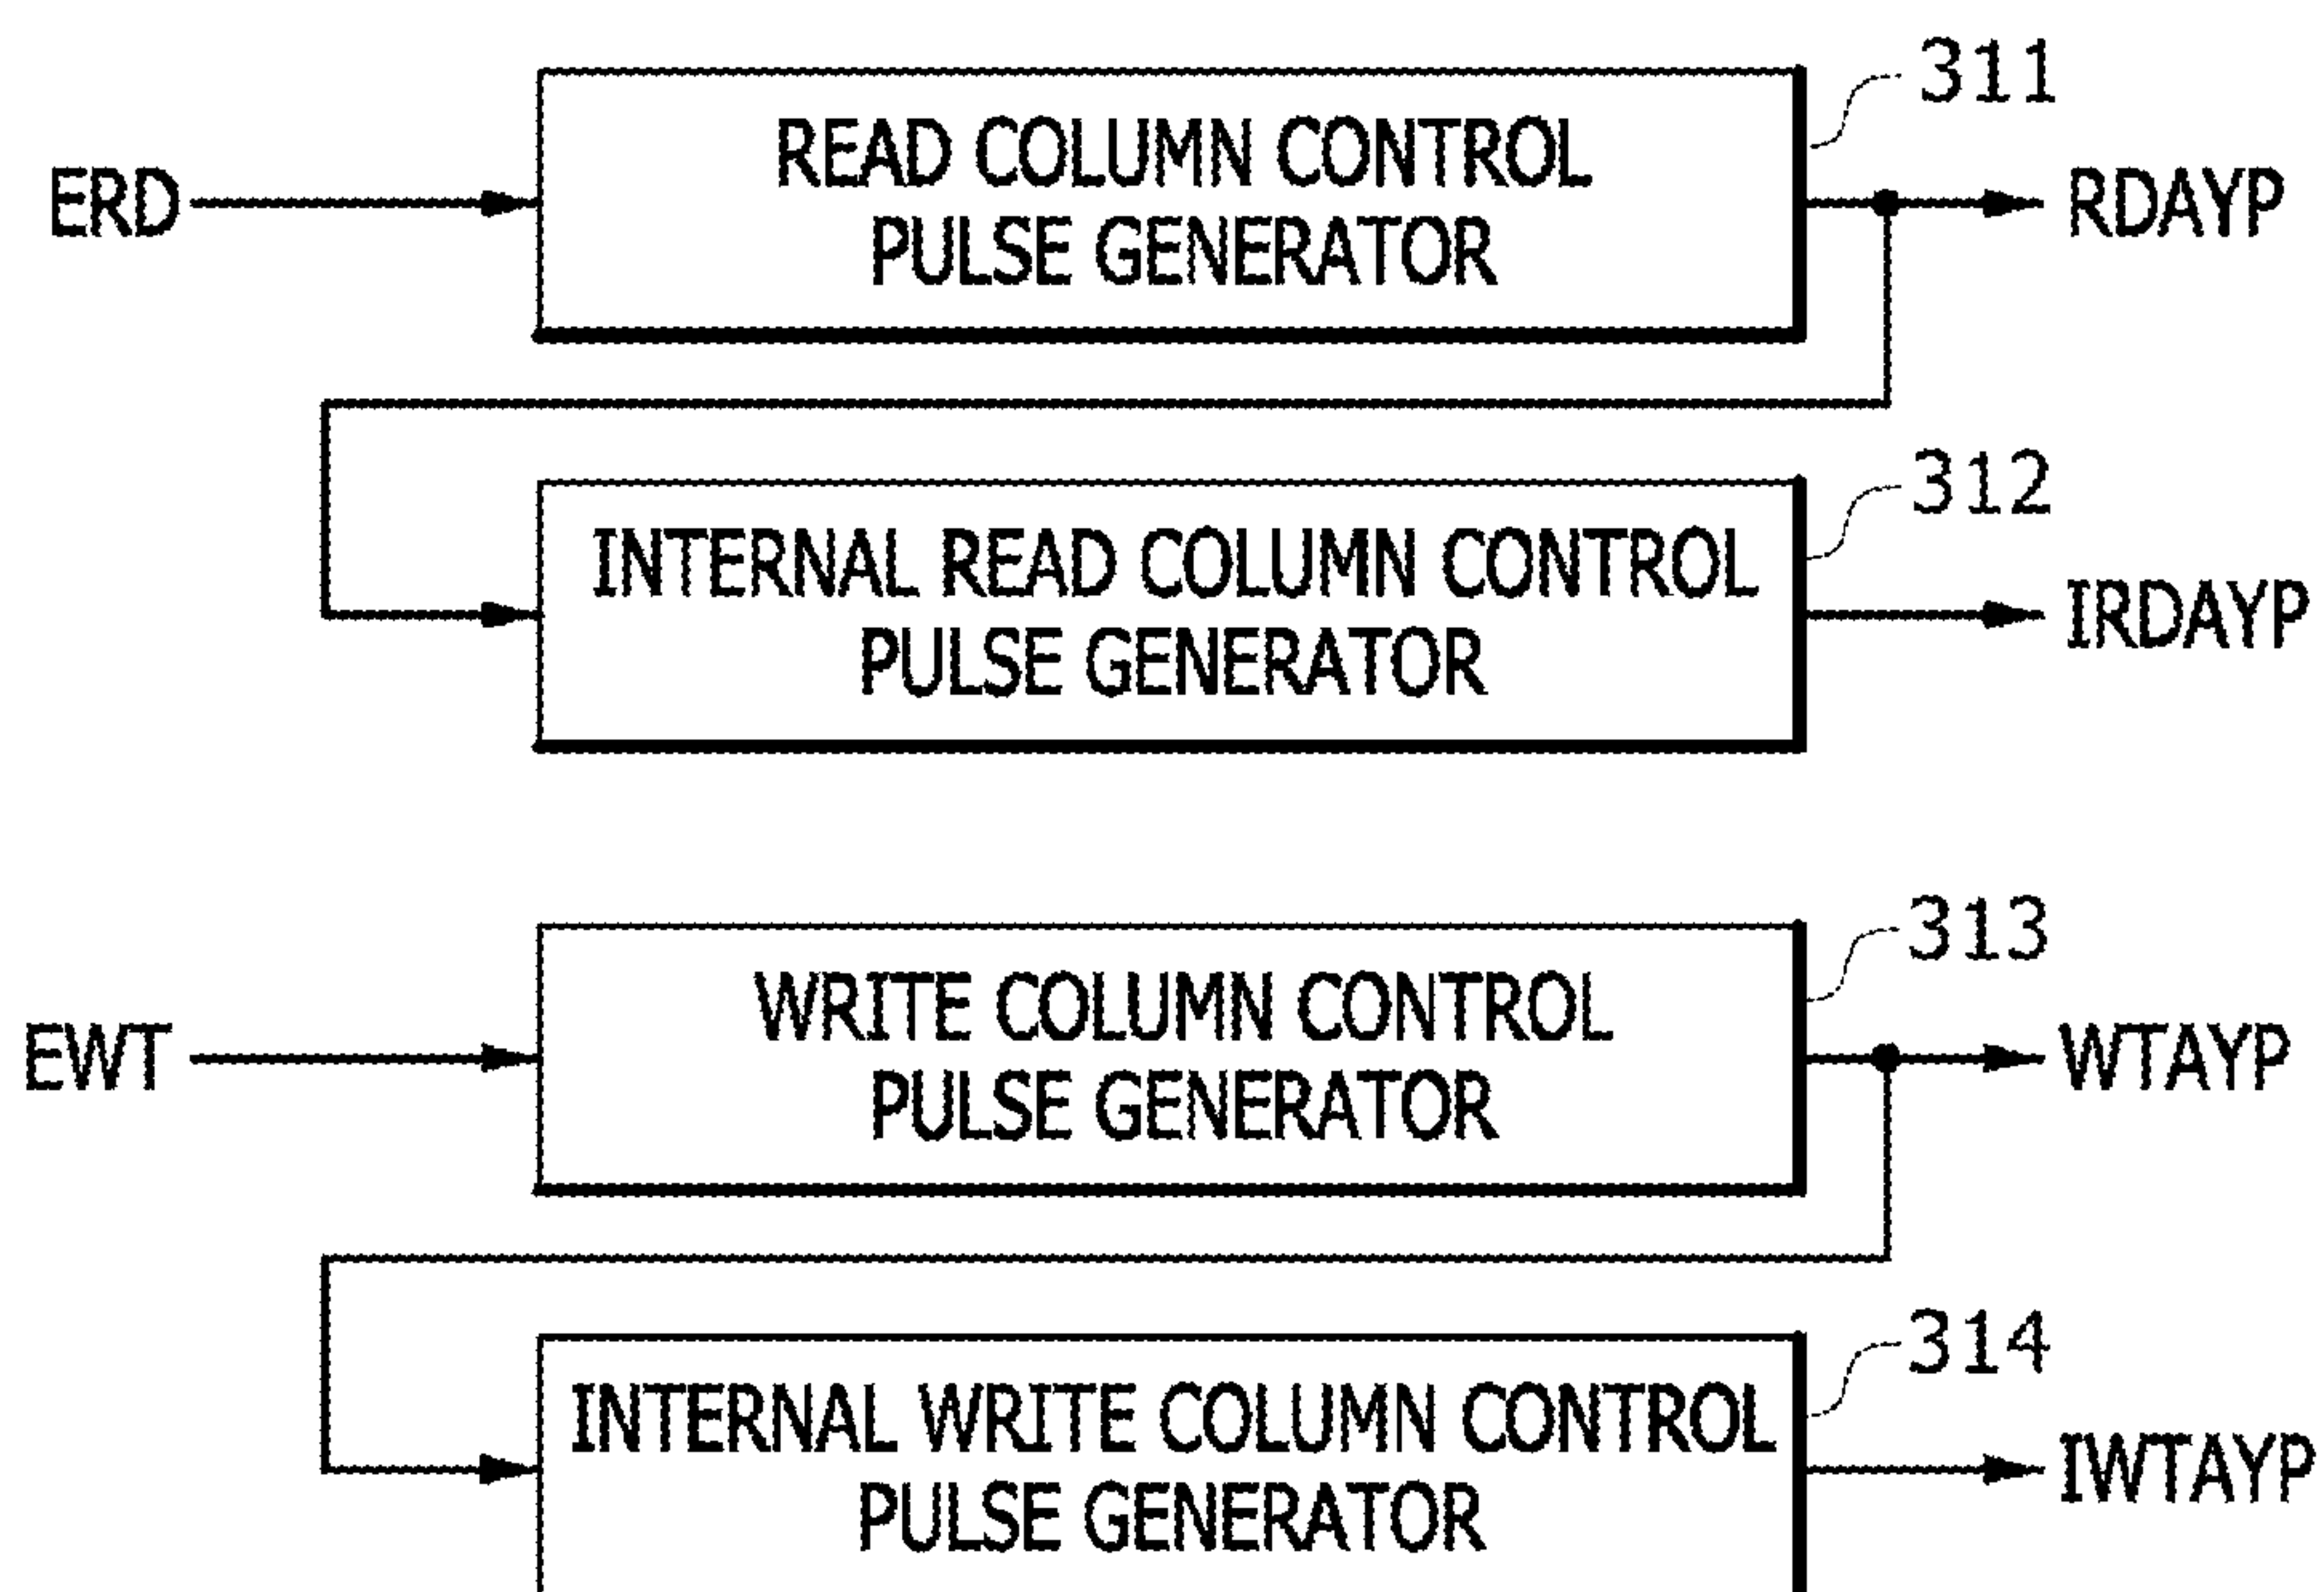 311
READ COLUMN CONTROL
ERD
PULSE GENERATOR
RDAYP
312
INTERNAL READ COLUMN CONTROL
PULSE GENERATOR
IRDAYP
313
WRITE COLUMN CONTROL
EWT
PULSE GENERATOR
WTAYP
314
INTERNAL WRITE COLUMN CONTROL
PULSE GENERATOR
IWTAYP